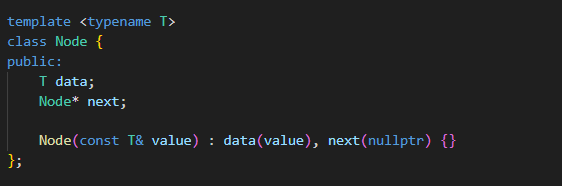 template <typename T>
class Node {
public:
    T data;
    Node* next;

    Node(const T& value) : data(value), next(nullptr) {}
};